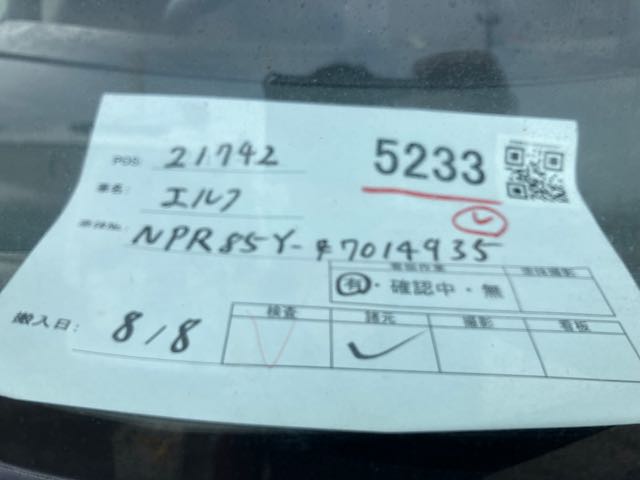 POS: 21742
5233
車名: エルフ
車体No. NPR85Y-7014935
有・確認中・無
搬入日: 8/8
検査 諸元 撮影 看板